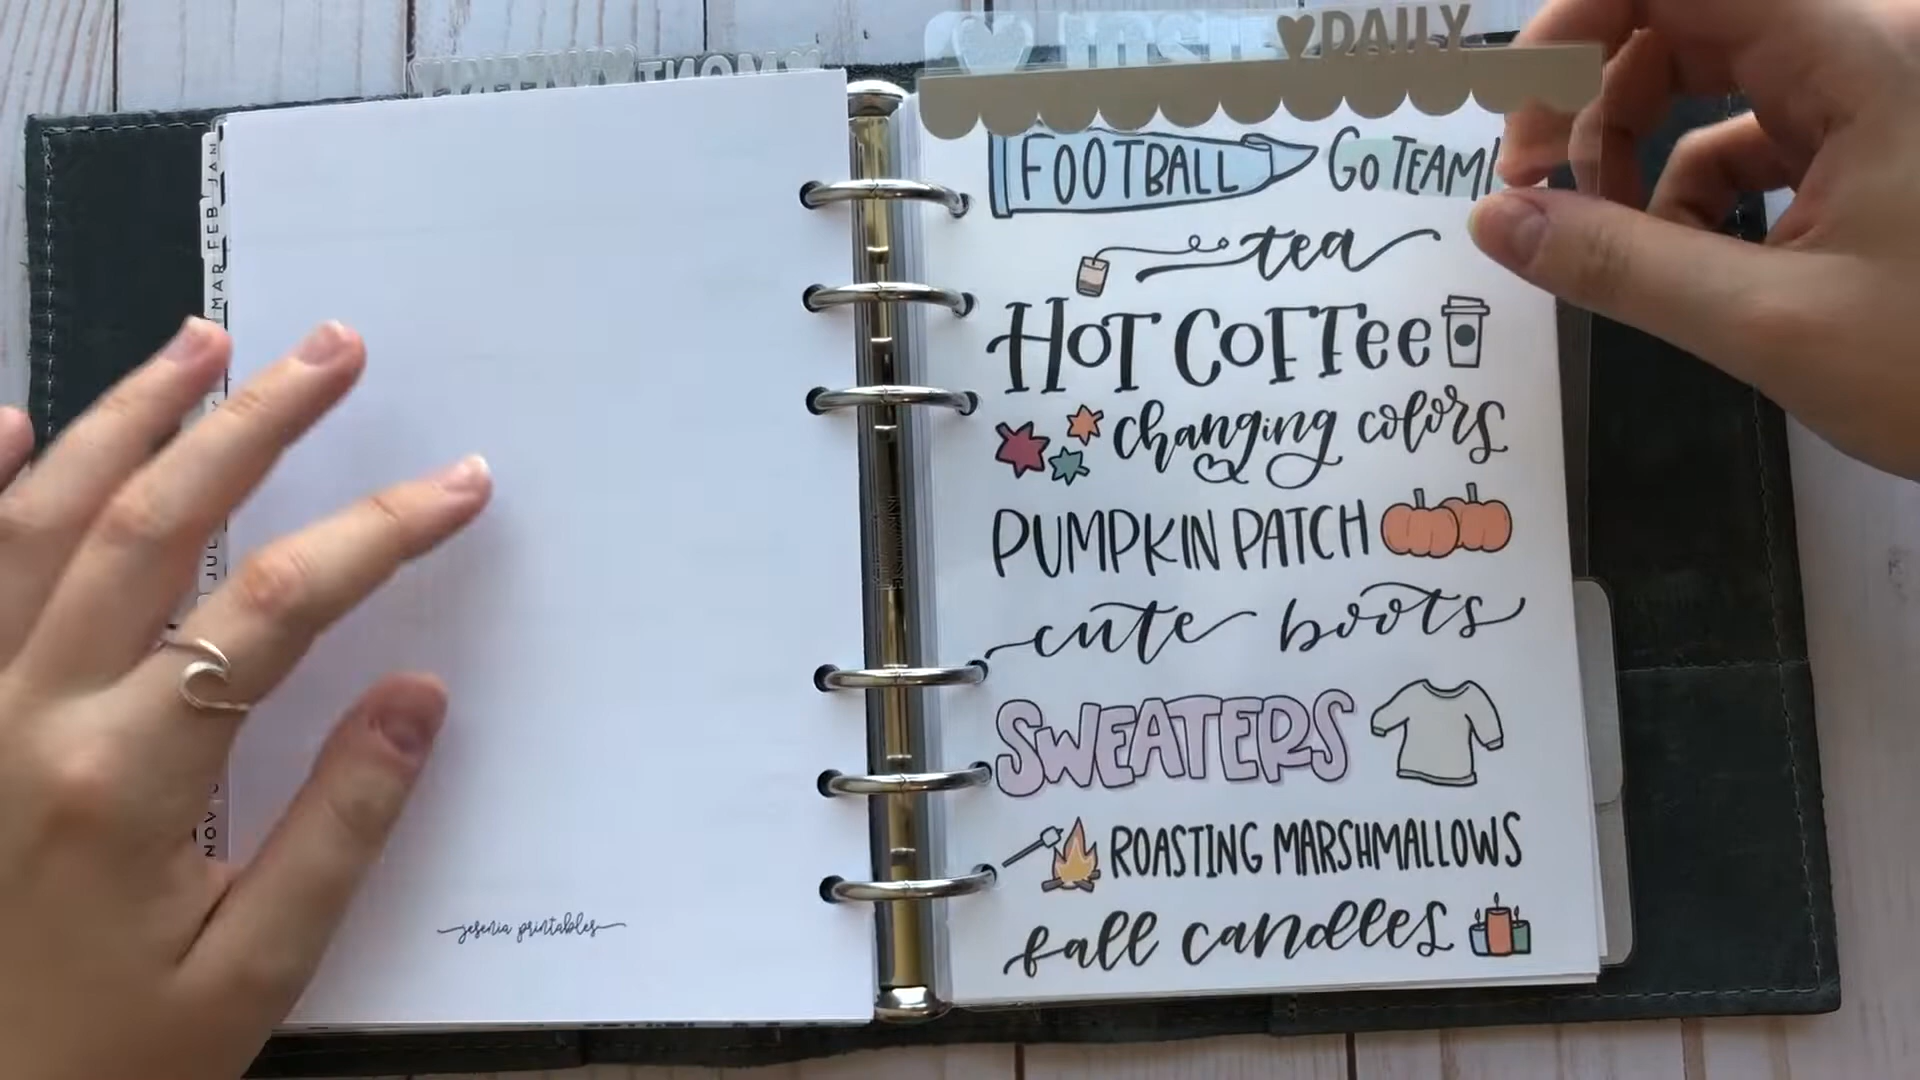 DAILY
JAN
FEB
MAR
JUL
NOV
jesenia printables
FOOTBALL GO TEAM!
tea
HOT COFFEE
changing colors
PUMPKIN PATCH
cute boots
SWEATERS
ROASTING MARSHMALLOWS
fall candles